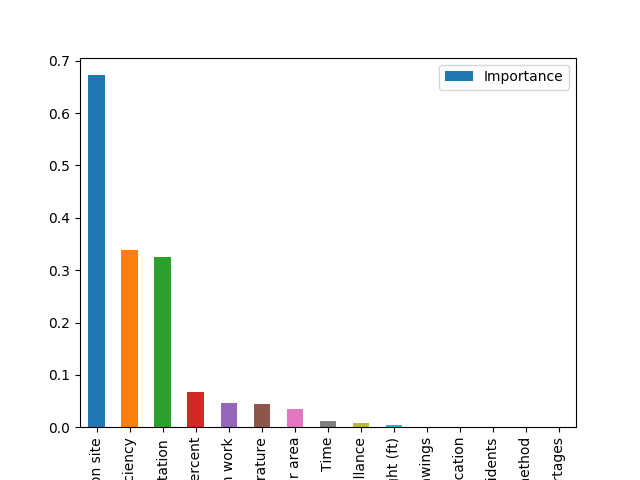 0.7
0.6
0.5
0.4
0.3
0.2
0.1
0.0
Importance
on site
ciency
tation
ercent
n work
rature
r area
Time
llance
ght (ft)
wings
cation
idents
ethod
rtages